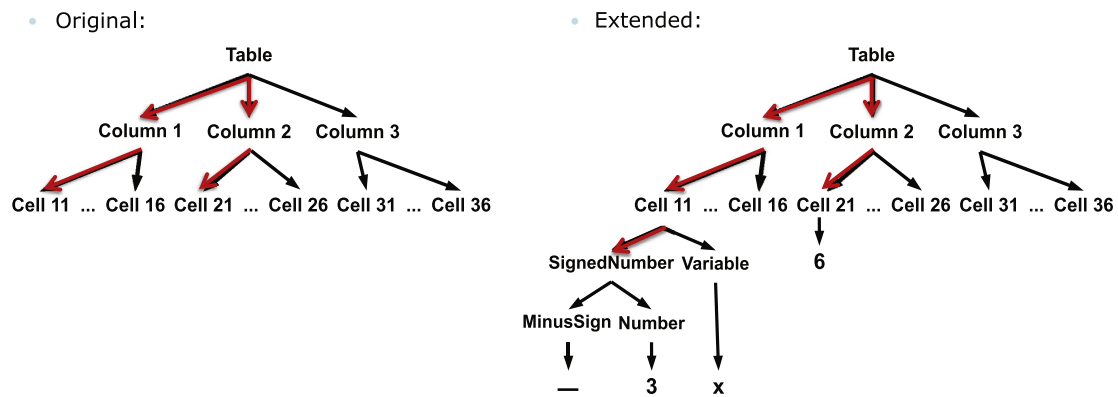 • Original:
Table
Column 1 Column 2 Column 3
Cell 11 ... Cell 16 Cell 21 ... Cell 26 Cell 31 ... Cell 36
• Extended:
Table
Column 1 Column 2 Column 3
Cell 11 ... Cell 16 Cell 21 ... Cell 26 Cell 31 ... Cell 36
SignedNumber Variable 6
MinusSign Number
— 3 x